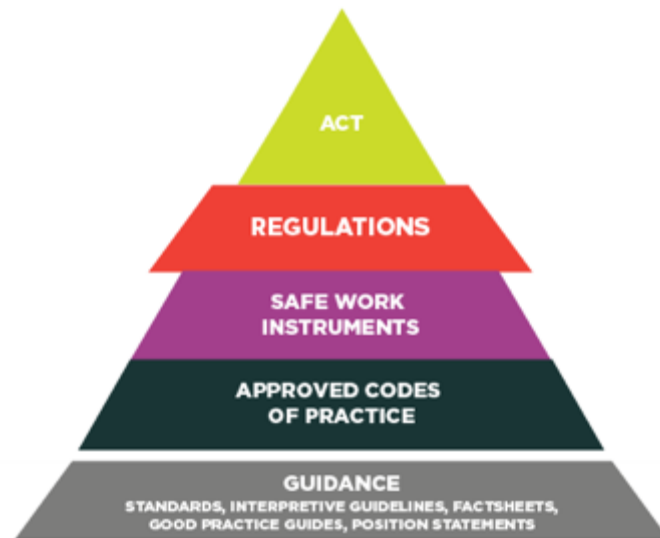 ACT
REGULATIONS
SAFE WORK
INSTRUMENTS
APPROVED CODES
OF PRACTICE
GUIDANCE
STANDARDS, INTERPRETIVE GUIDELINES, FACTSHEETS,
GOOD PRACTICE GUIDES, POSITION STATEMENTS